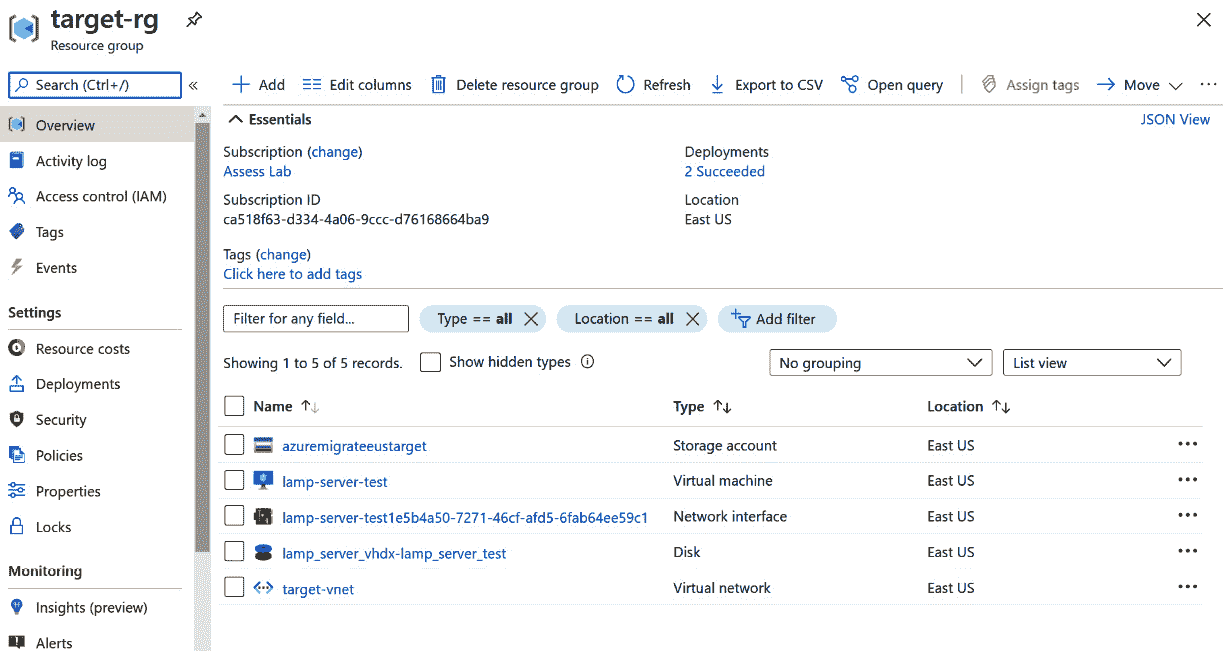 target-rg
Resource group
Search (Ctrl+/)
«
Add
Edit columns
Delete resource group
Refresh
Export to CSV
Open query
Assign tags
Move
...
Overview
Activity log
Access control (IAM)
Tags
Events
Settings
Resource costs
Deployments
Security
Policies
Properties
Locks
Monitoring
Insights (preview)
Alerts
Essentials
JSON View
Subscription (change)
Assess Lab
Subscription ID
ca518f63-d334-4a06-9ccc-d76168664ba9
Deployments
2 Succeeded
Location
East US
Tags (change)
Click here to add tags
Filter for any field...
Type == all
Location == all
Add filter
Showing 1 to 5 of 5 records.
Show hidden types
No grouping
List view
Name Type Location
azuremigrateeustarget Storage account East US
lamp-server-test Virtual machine East US
lamp-server-test1e5b4a50-7271-46cf-afd5-6fab64ee59c1 Network interface East US
lamp_server_vhdx-lamp_server_test Disk East US
target-vnet Virtual network East US